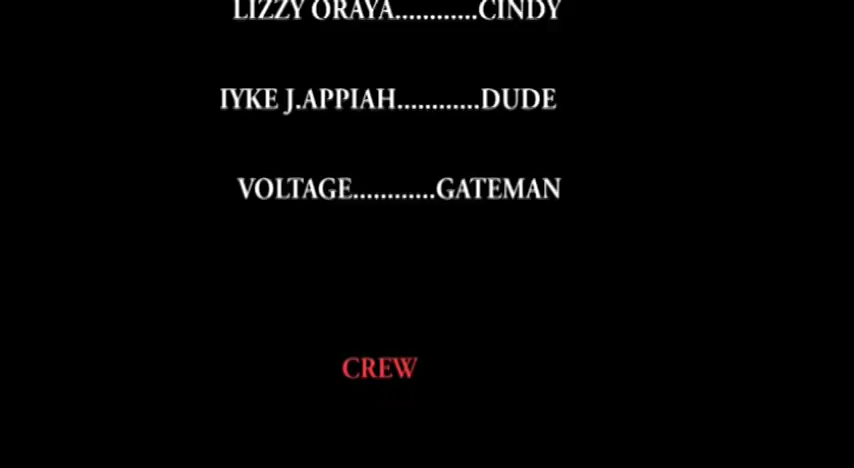 LIZZY ORAYA............CINDY
IYKE J.APPIAH............DUDE
VOLTAGE............GATEMAN
CREW